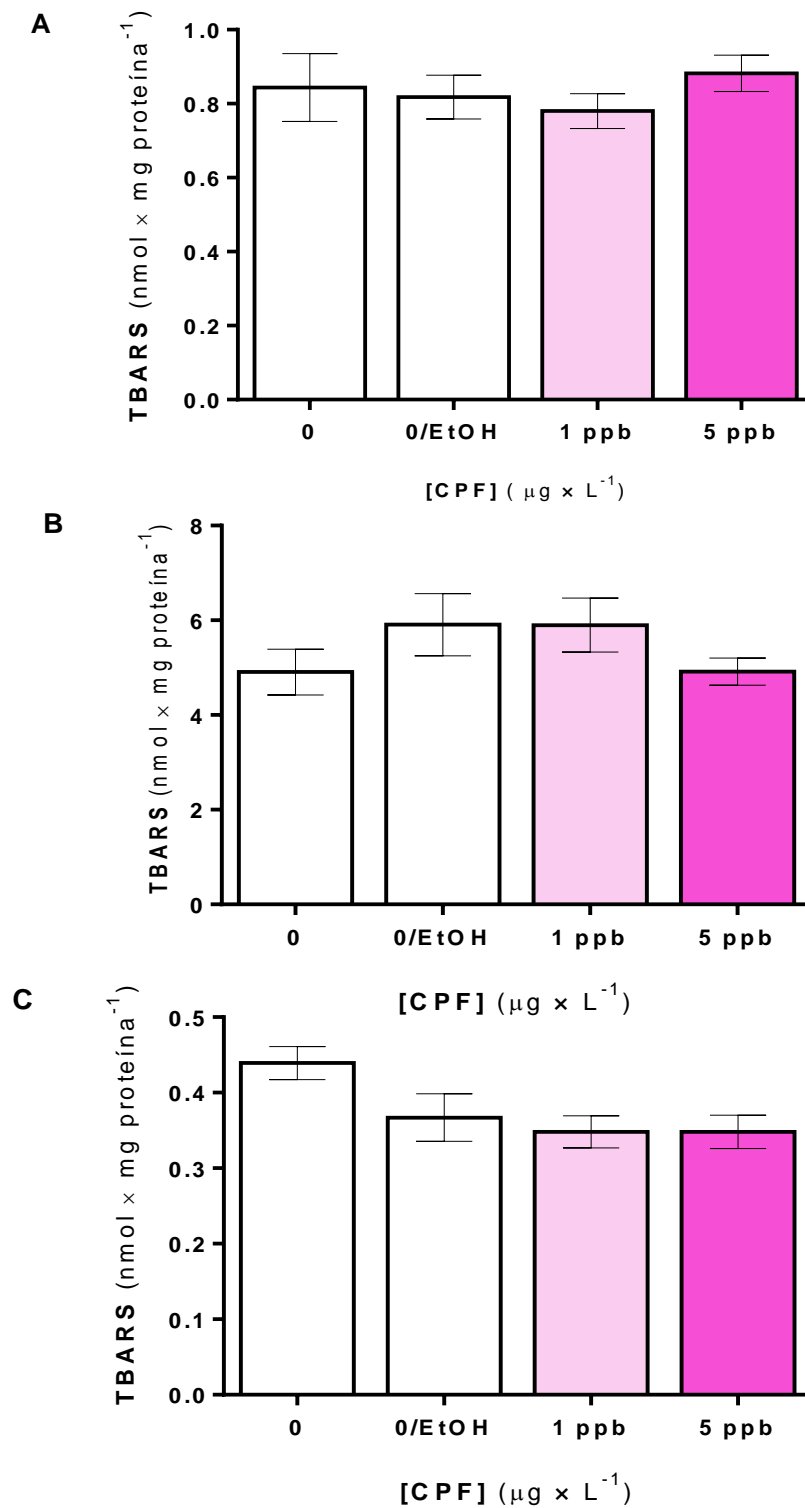 A
TBARS (nmol × mg proteína⁻¹)
1.0
0.8
0.6
0.4
0.2
0.0
0 0/EtOH 1 ppb 5 ppb
[CPF] ( µg × L⁻¹)
B
TBARS (nmol × mg proteína⁻¹)
8
6
4
2
0
0 0/EtOH 1 ppb 5 ppb
[CPF] (µg × L⁻¹)
C
TBARS (nmol × mg proteína⁻¹)
0.5
0.4
0.3
0.2
0.1
0.0
0 0/EtOH 1 ppb 5 ppb
[CPF] (µg × L⁻¹)